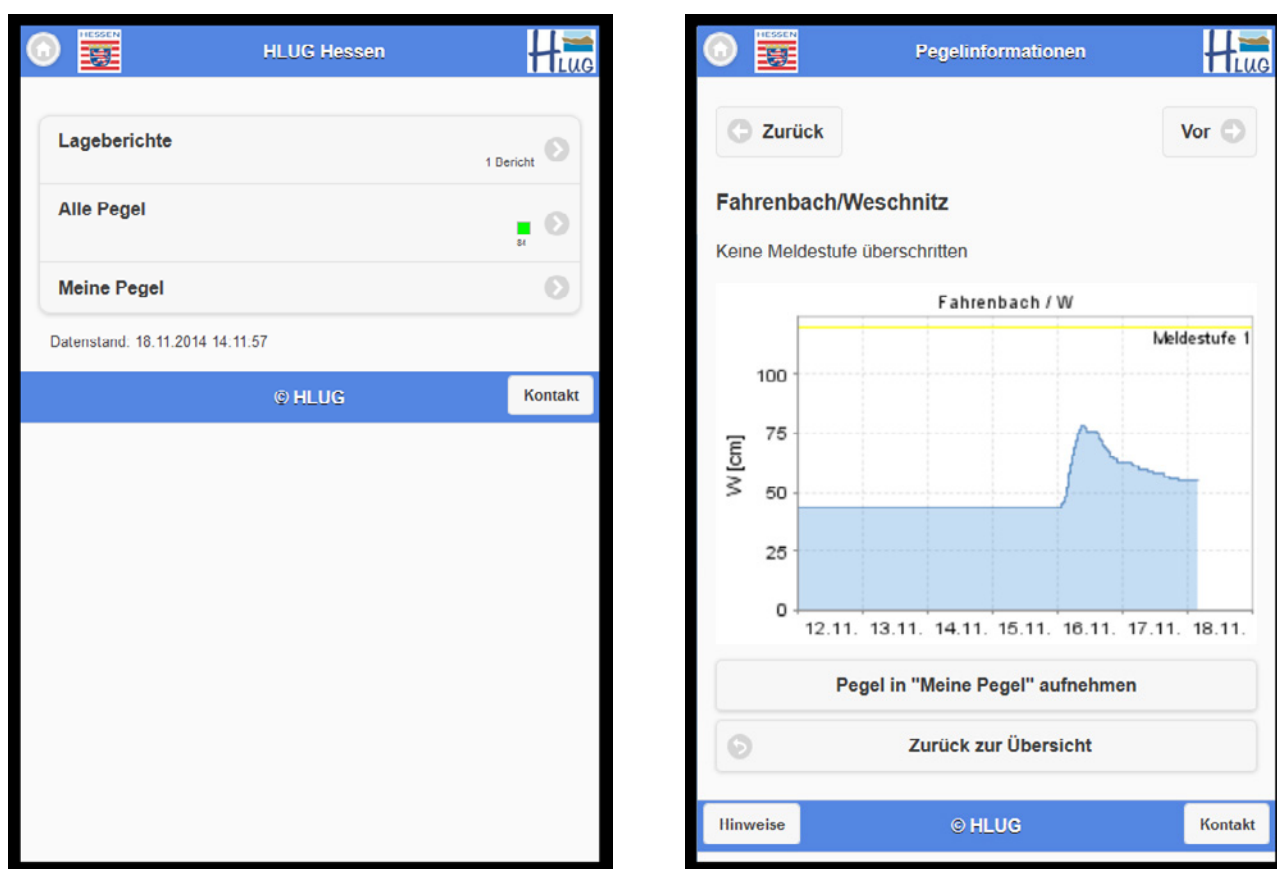 HESSEN
HLUG Hessen
HLUG
Lageberichte
1 Bericht
Alle Pegel
Meine Pegel
Datenstand: 18.11.2014 14:11:57
© HLUG
Kontakt
HESSEN
Pegelinformationen
HLUG
Zurück
Vor
Fahrenbach/Weschnitz
Keine Meldestufe überschritten
Fahrenbach / W
Meldestufe 1
100
75
50
25
0
W [cm]
12.11. 13.11. 14.11. 15.11. 16.11. 17.11. 18.11.
Pegel in "Meine Pegel" aufnehmen
Zurück zur Übersicht
Hinweise
© HLUG
Kontakt